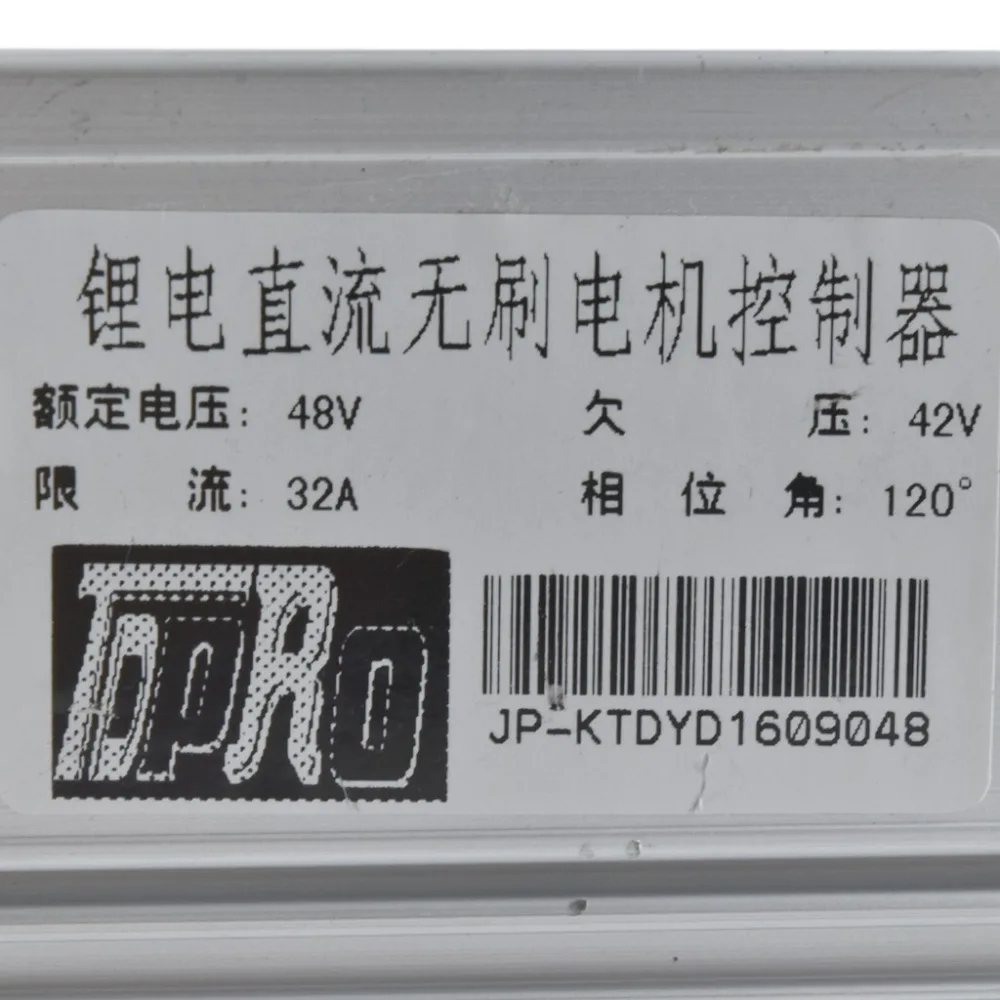 锂电直流无刷电机控制器
额定电压: 48V 欠 压: 42V
限 流: 32A 相 位 角: 120°
TOPRO
JP-KTDYD1609048